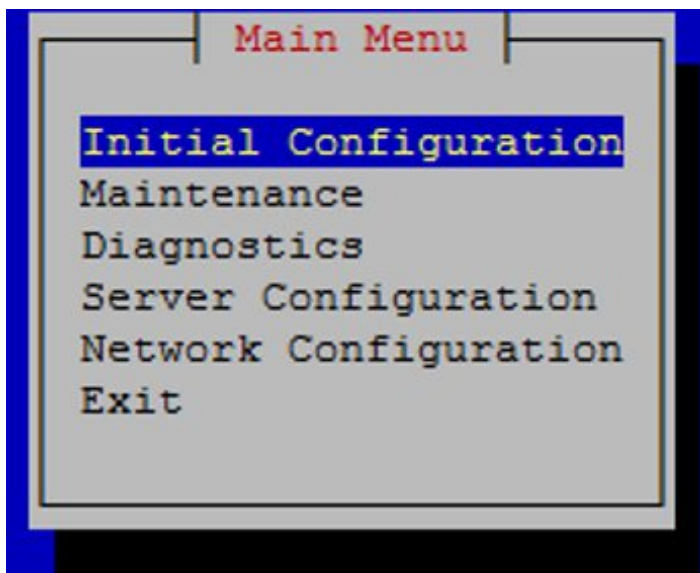 Main Menu
Initial Configuration
Maintenance
Diagnostics
Server Configuration
Network Configuration
Exit